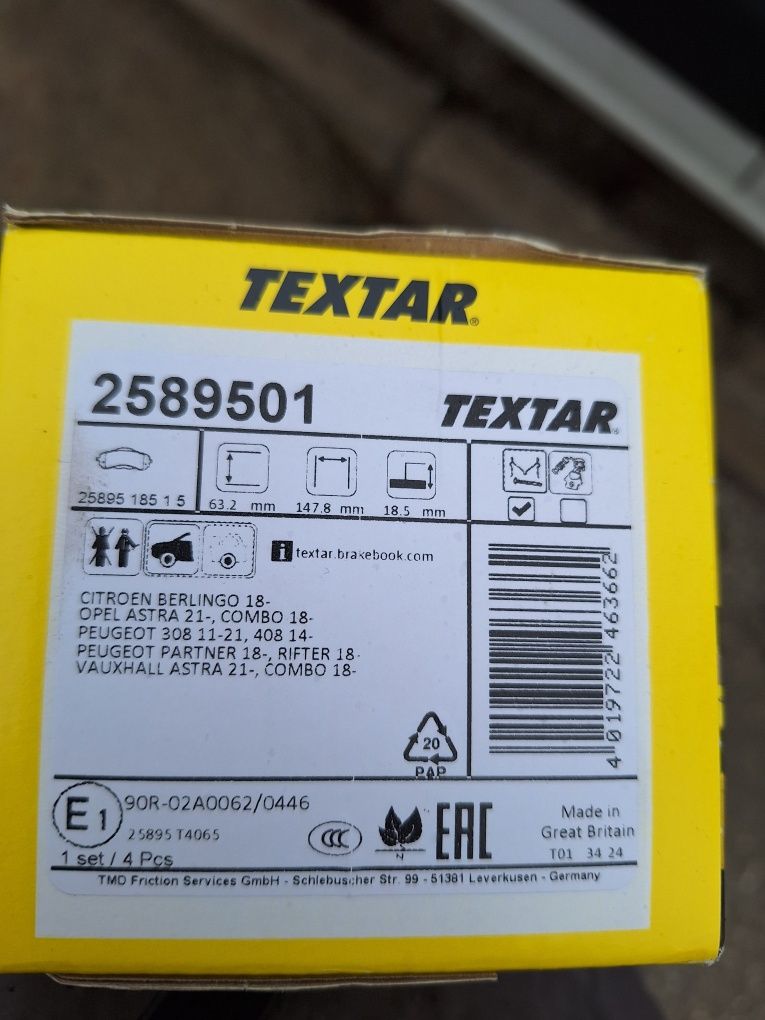 TEXTAR®
2589501
TEXTAR®
25895 185 1 5
63.2 mm
147.8 mm
18.5 mm
i textar.brakebook.com
CITROEN BERLINGO 18-
OPEL ASTRA 21-, COMBO 18-
PEUGEOT 308 11-21, 408 14-
PEUGEOT PARTNER 18-, RIFTER 18-
VAUXHALL ASTRA 21-, COMBO 18-
4 019722 463662
20
PAP
E1
90R-02A0062/0446
25895 T4065
1 set / 4 Pcs
CCC
N
EAC
Made in
Great Britain
T01 34 24
TMD Friction Services GmbH - Schlebuscher Str. 99 - 51381 Leverkusen - Germany